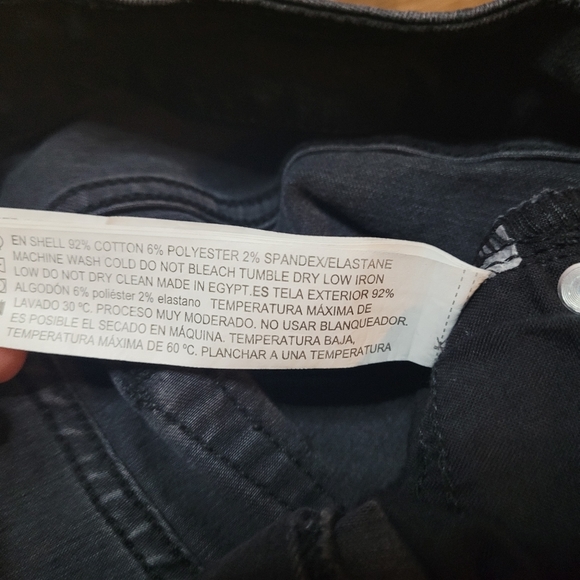 EN SHELL 92% COTTON 6% POLYESTER 2% SPANDEX/ELASTANE
MACHINE WASH COLD DO NOT BLEACH TUMBLE DRY LOW IRON
LOW DO NOT DRY CLEAN MADE IN EGYPT.ES TELA EXTERIOR 92%
ALGODÓN 6% poliéster 2% elastano TEMPERATURA MÁXIMA DE
LAVADO 30 ºC. PROCESO MUY MODERADO. NO USAR BLANQUEADOR.
ES POSIBLE EL SECADO EN MÁQUINA. TEMPERATURA BAJA,
TEMPERATURA MÁXIMA DE 60 ºC. PLANCHAR A UNA TEMPERATURA